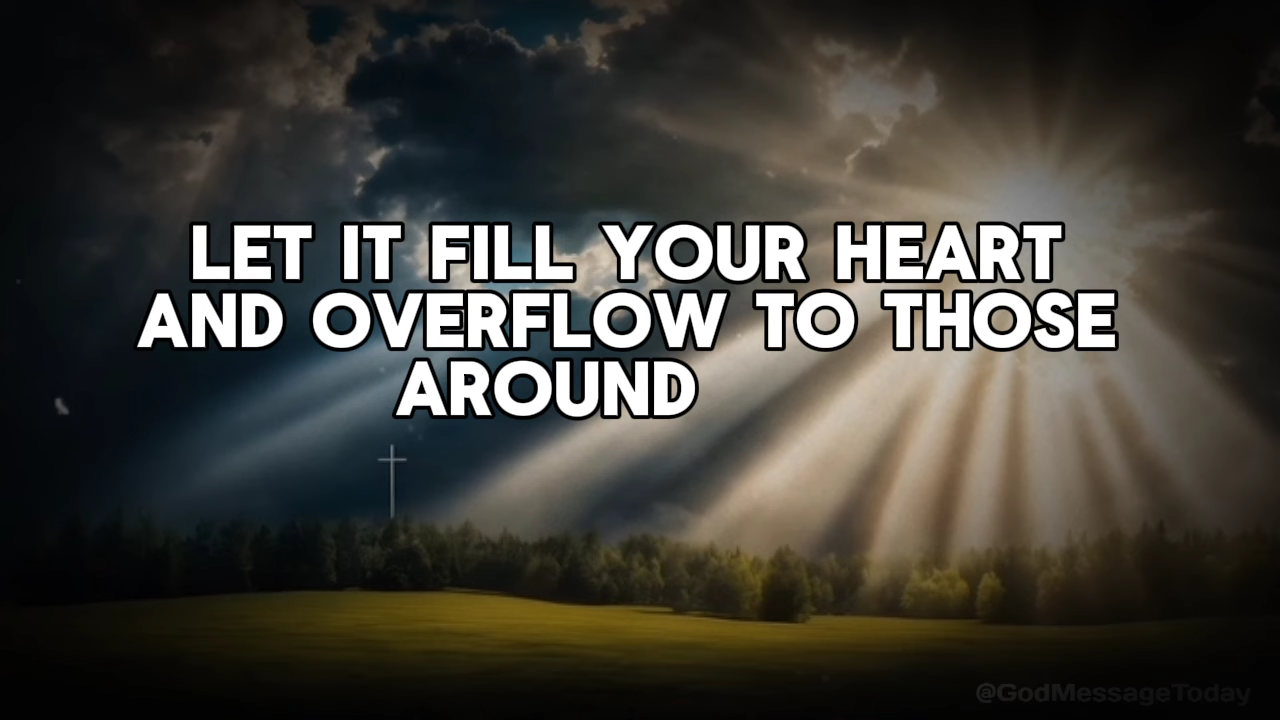 LET IT FILL YOUR HEART
AND OVERFLOW TO THOSE
AROUND
@GodMessageToday